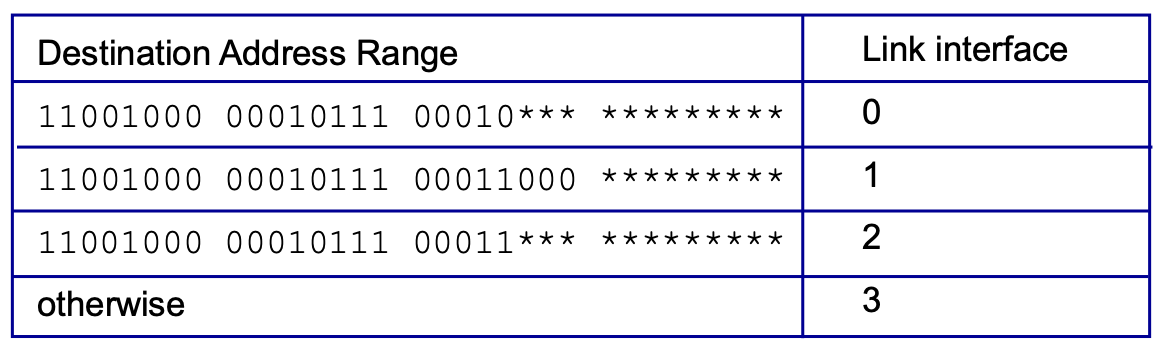 Destination Address Range Link interface
11001000 00010111 00010*** ********* 0
11001000 00010111 00011000 ********* 1
11001000 00010111 00011*** ********* 2
otherwise 3